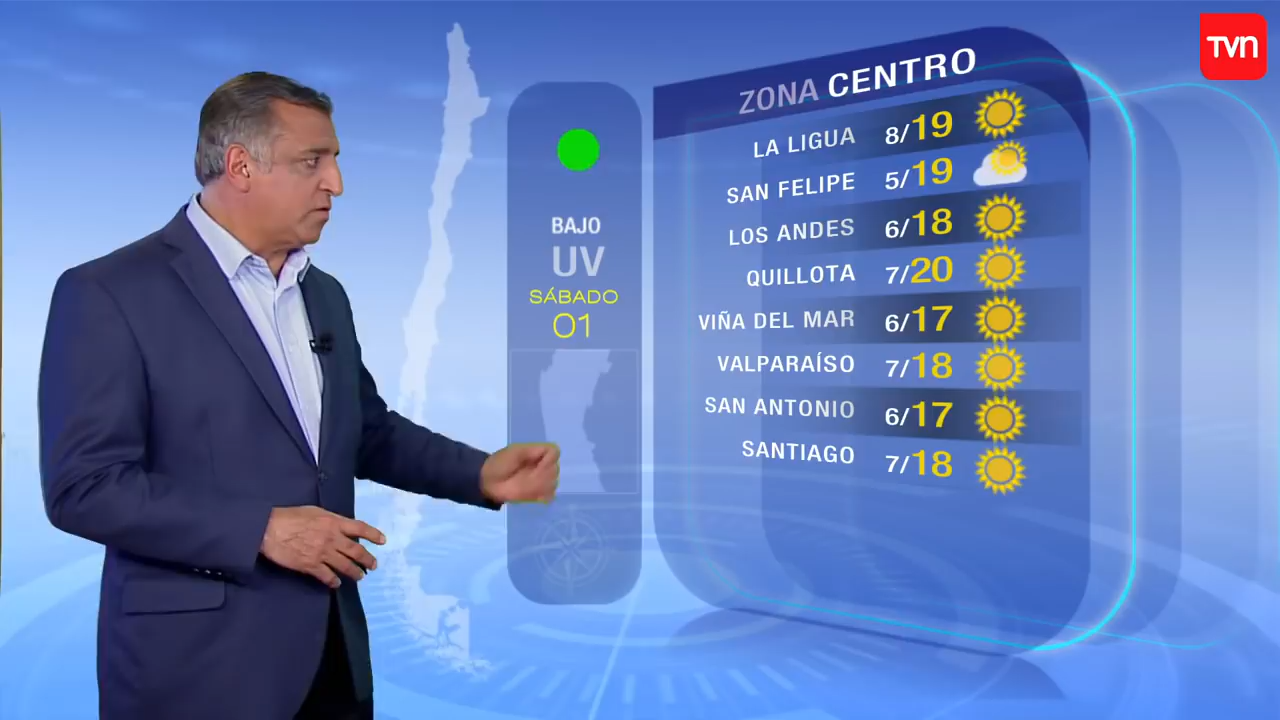 TVN
ZONA CENTRO
LA LIGUA 8/19
SAN FELIPE 5/19
LOS ANDES 6/18
QUILLOTA 7/20
VIÑA DEL MAR 6/17
VALPARAÍSO 7/18
SAN ANTONIO 6/17
SANTIAGO 7/18
BAJO
UV
SÁBADO
01